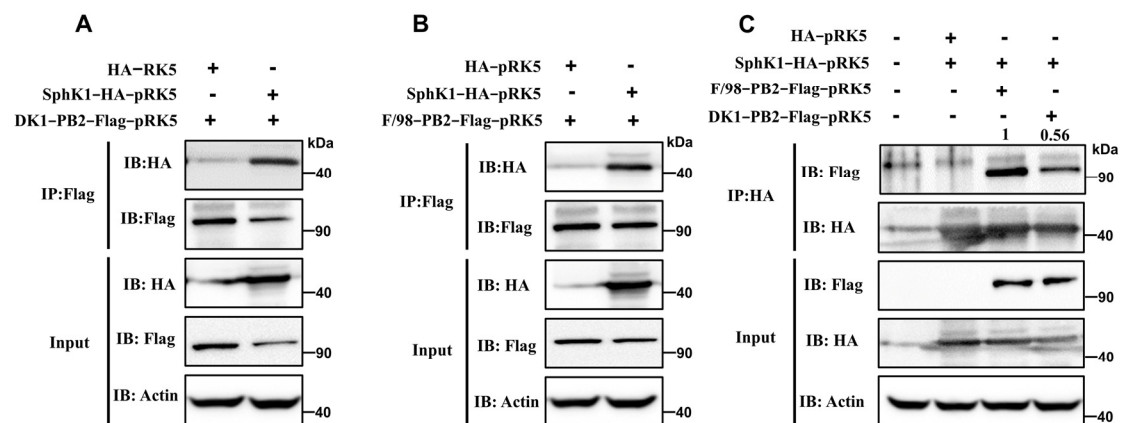 A
HA-RK5 + -
SphK1-HA-pRK5 - +
DK1-PB2-Flag-pRK5 + +
kDa
IP:Flag
IB:HA
40
IB:Flag
90
Input
IB: HA
40
IB: Flag
90
IB: Actin
40
B
HA-pRK5 + -
SphK1-HA-pRK5 - +
F/98-PB2-Flag-pRK5 + +
kDa
IP:Flag
IB:HA
40
IB:Flag
90
Input
IB: HA
40
IB: Flag
90
IB: Actin
40
C
HA-pRK5 - + - -
SphK1-HA-pRK5 - + + +
F/98-PB2-Flag-pRK5 - - + -
DK1-PB2-Flag-pRK5 - - - +
1 0.56
kDa
IP:HA
IB: Flag
90
IB: HA
40
Input
IB: Flag
90
IB: HA
40
IB: Actin
40